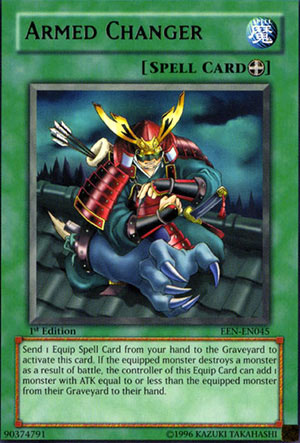 ARMED CHANGER
魔
[SPELL CARD]
1st Edition
EEN-EN045
Send 1 Equip Spell Card from your hand to the Graveyard to
activate this card. If the equipped monster destroys a monster
as a result of battle, the controller of this Equip Card can add 1
monster with ATK equal to or less than the equipped monster
from their Graveyard to their hand.
90374791
©1996 KAZUKI TAKAHASHI